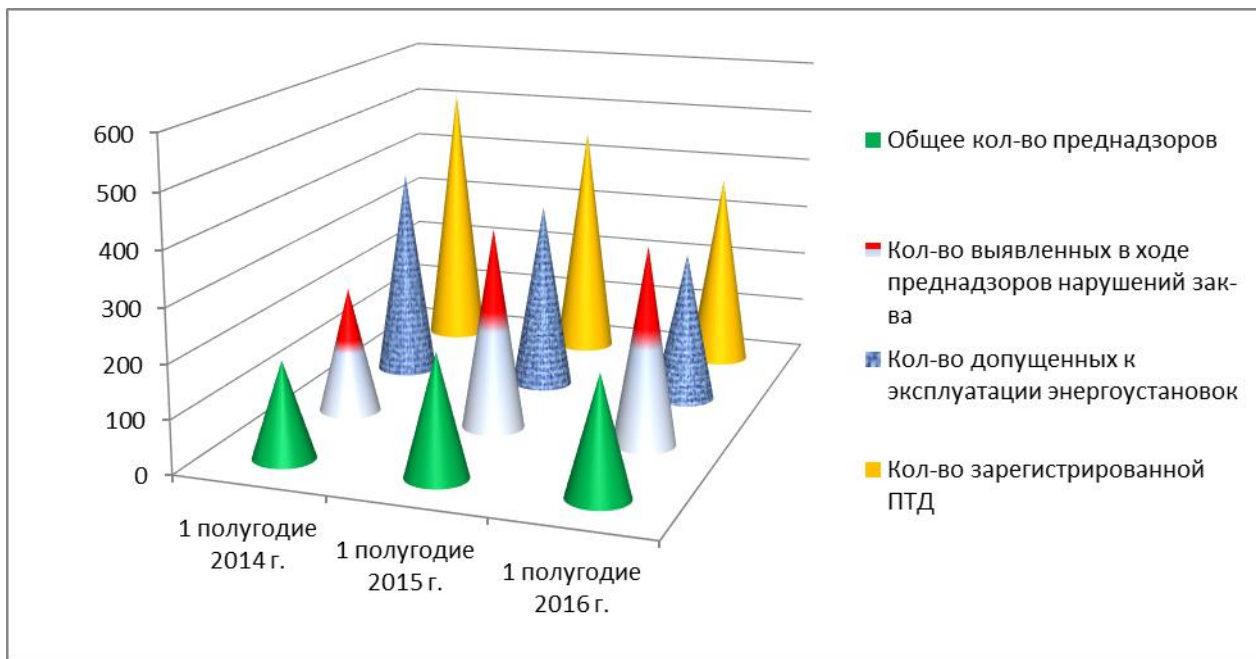 600
500
400
300
200
100
0
1 полугодие
2014 г.
1 полугодие
2015 г.
1 полугодие
2016 г.
Общее кол-во преднадзоров
Кол-во выявленных в ходе
преднадзоров нарушений зак-
ва
Кол-во допущенных к
эксплуатации энергоустановок
Кол-во зарегистрированной
ПТД